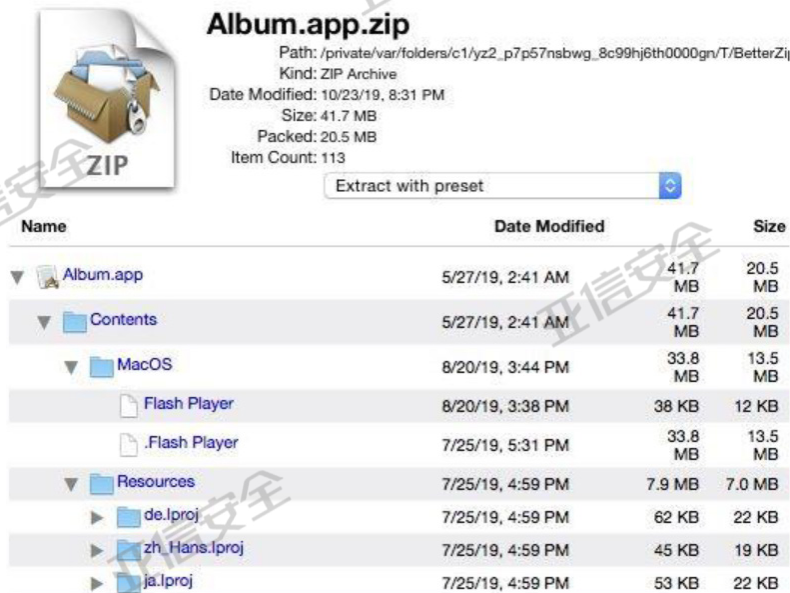 Album.app.zip
Path: /private/var/folders/c1/yz2_p7p57nsbwg_8c99hj6th0000gn/T/BetterZip
Kind: ZIP Archive
Date Modified: 10/23/19, 8:31 PM
Size: 41.7 MB
Packed: 20.5 MB
Item Count: 113
ZIP
Extract with preset
Name Date Modified Size
Album.app 5/27/19, 2:41 AM 41.7 MB 20.5 MB
Contents 5/27/19, 2:41 AM 41.7 MB 20.5 MB
MacOS 8/20/19, 3:44 PM 33.8 MB 13.5 MB
Flash Player 8/20/19, 3:38 PM 38 KB 12 KB
.Flash Player 7/25/19, 5:31 PM 33.8 MB 13.5 MB
Resources 7/25/19, 4:59 PM 7.9 MB 7.0 MB
de.lproj 7/25/19, 4:59 PM 62 KB 22 KB
zh_Hans.lproj 7/25/19, 4:59 PM 45 KB 19 KB
ja.lproj 7/25/19, 4:59 PM 53 KB 22 KB
亚信安全
亚信安全